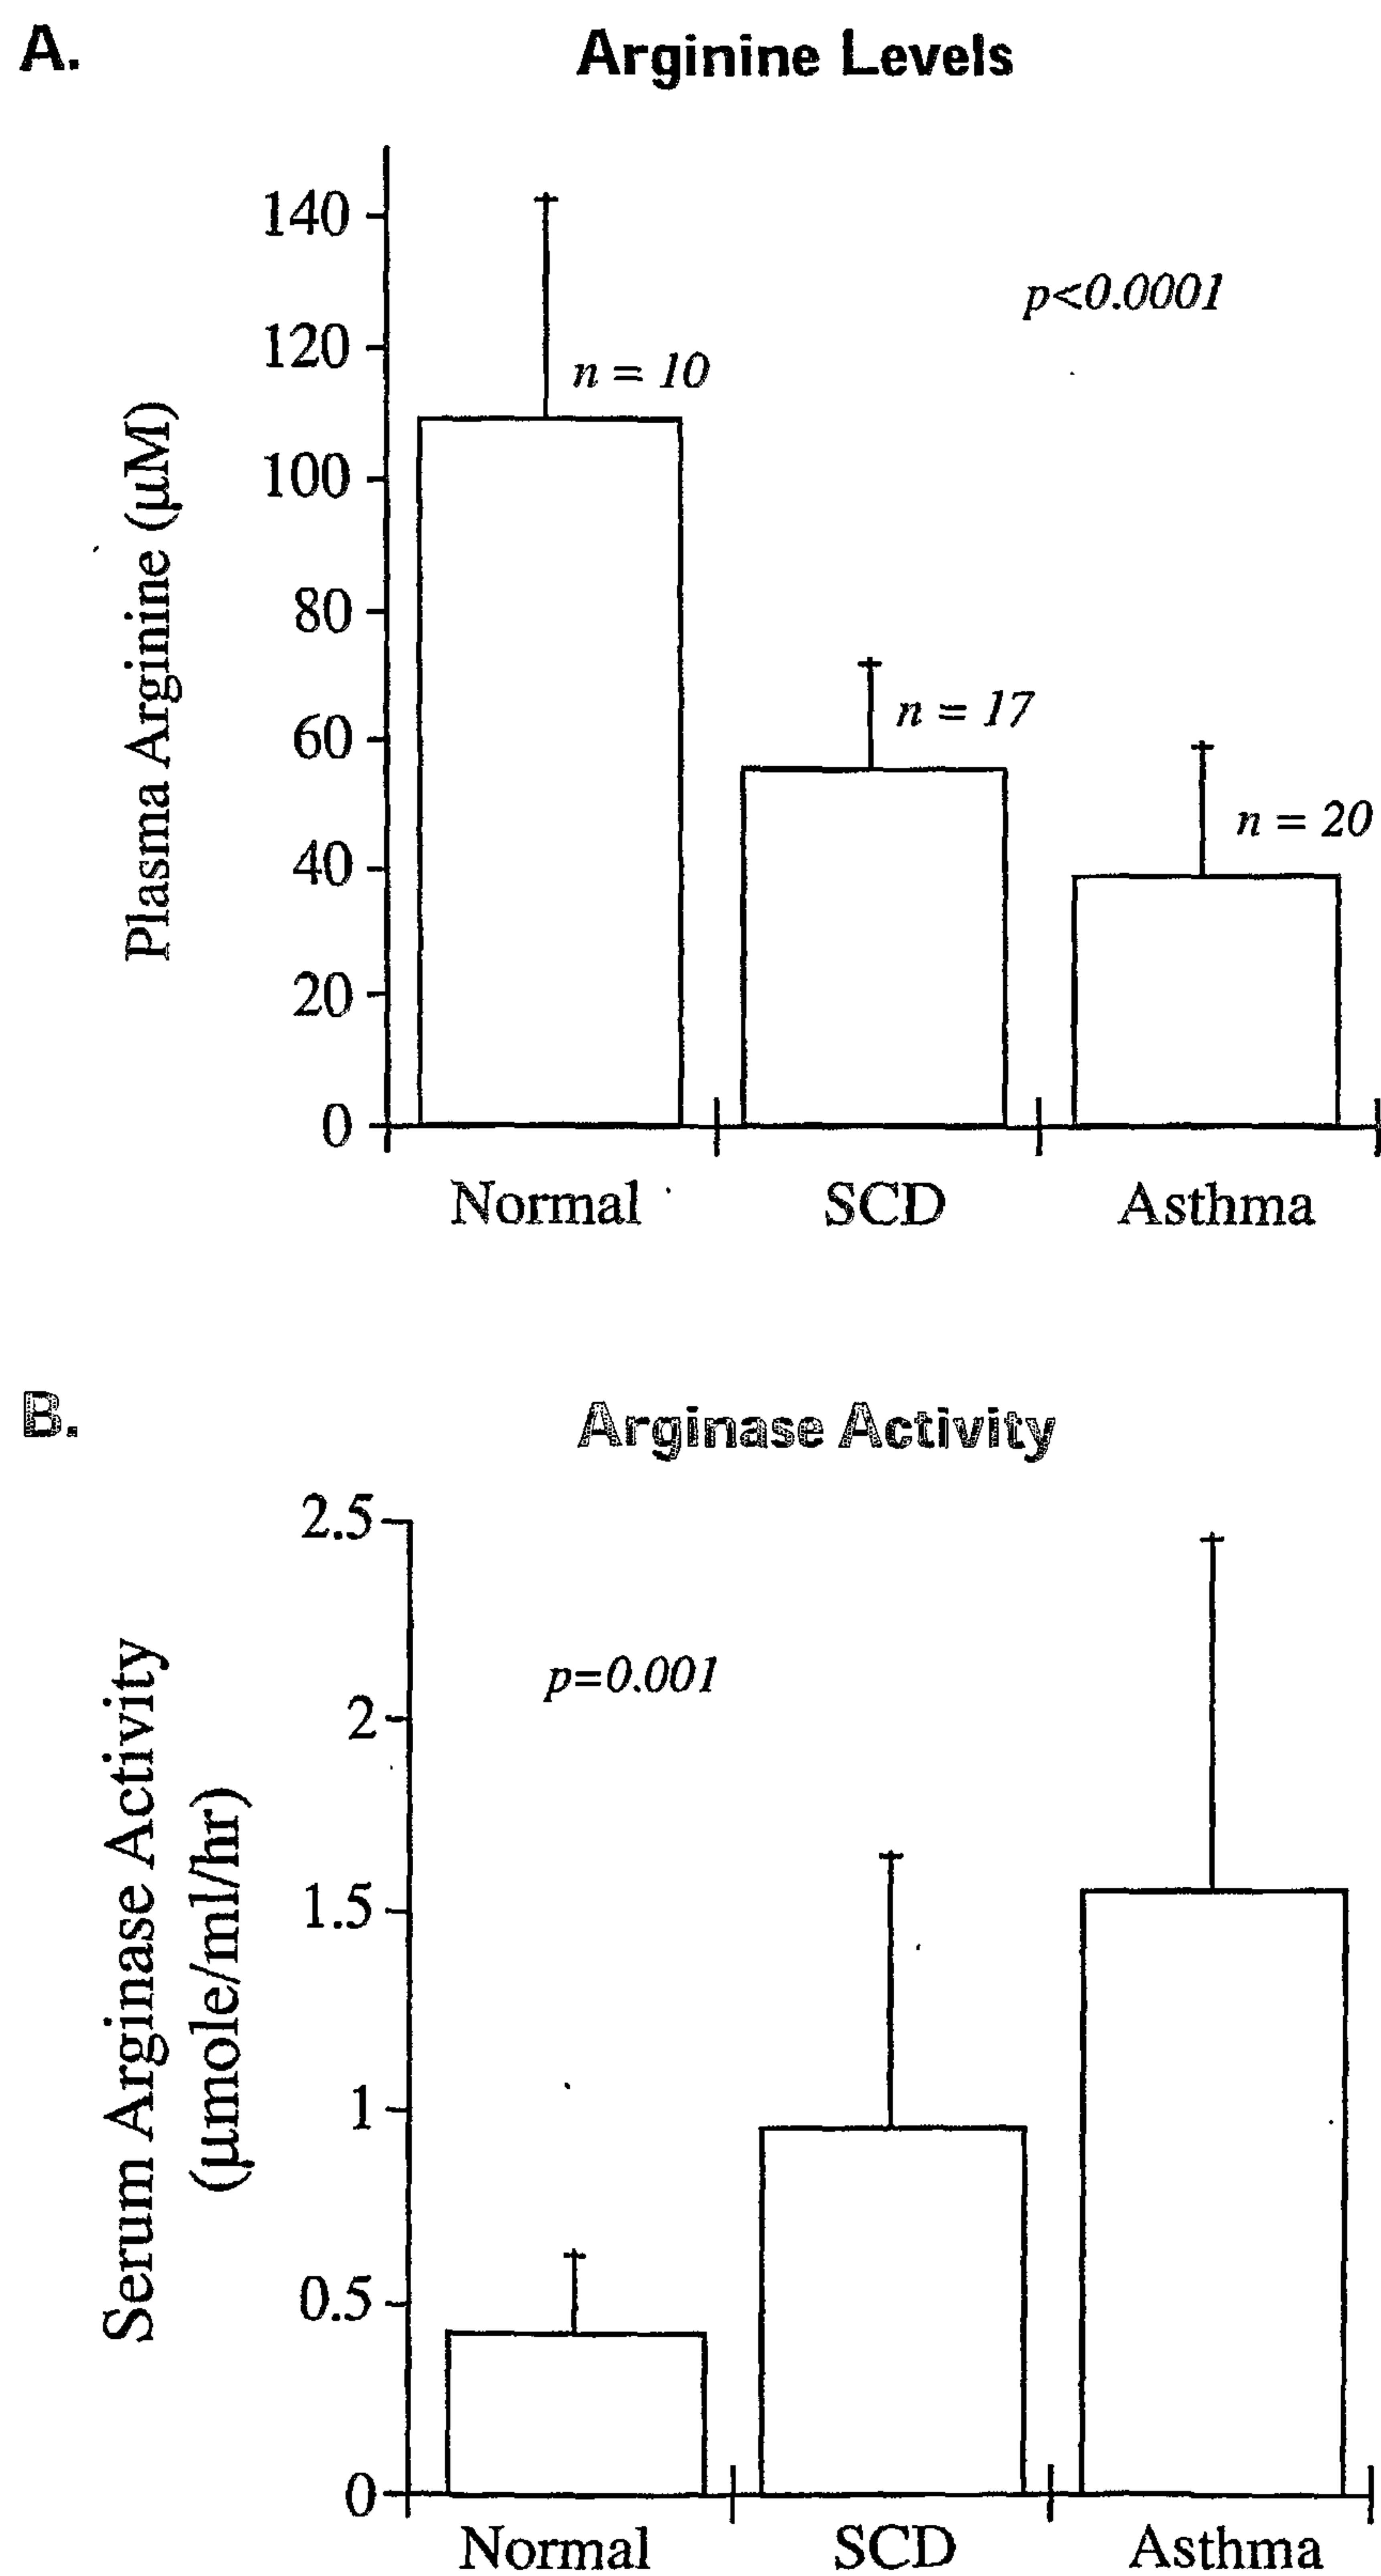 A.
Arginine Levels
140
120
100
80
60
40
20
0
Plasma Arginine (μM)
p<0.0001
n = 10
n = 17
n = 20
Normal
SCD
Asthma
B.
Arginase Activity
2.5
2
1.5
1
0.5
0
Serum Arginase Activity
(μmole/ml/hr)
p=0.001
Normal
SCD
Asthma